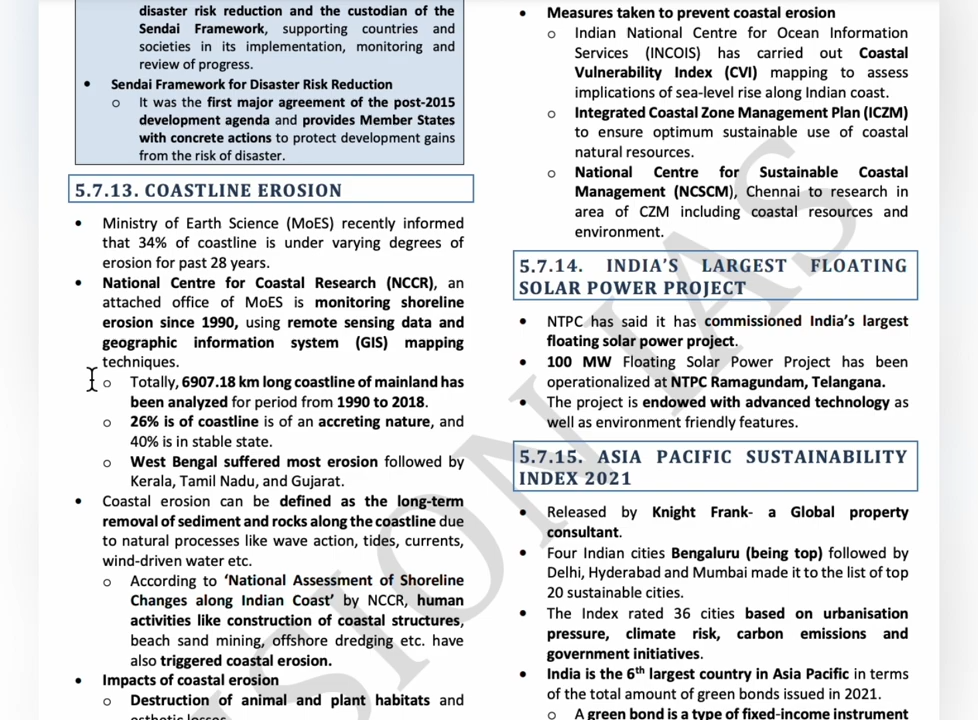 disaster risk reduction and the custodian of the
Sendai Framework, supporting countries and
societies in its implementation, monitoring and
review of progress.
• Sendai Framework for Disaster Risk Reduction
o It was the first major agreement of the post-2015
development agenda and provides Member States
with concrete actions to protect development gains
from the risk of disaster.
5.7.13. COASTLINE EROSION
• Ministry of Earth Science (MoES) recently informed
that 34% of coastline is under varying degrees of
erosion for past 28 years.
• National Centre for Coastal Research (NCCR), an
attached office of MoES is monitoring shoreline
erosion since 1990, using remote sensing data and
geographic information system (GIS) mapping
techniques.
o Totally, 6907.18 km long coastline of mainland has
been analyzed for period from 1990 to 2018.
o 26% is of coastline is of an accreting nature, and
40% is in stable state.
o West Bengal suffered most erosion followed by
Kerala, Tamil Nadu, and Gujarat.
• Coastal erosion can be defined as the long-term
removal of sediment and rocks along the coastline due
to natural processes like wave action, tides, currents,
wind-driven water etc.
o According to ‘National Assessment of Shoreline
Changes along Indian Coast’ by NCCR, human
activities like construction of coastal structures,
beach sand mining, offshore dredging etc. have
also triggered coastal erosion.
• Impacts of coastal erosion
o Destruction of animal and plant habitats and
esthetic losses
• Measures taken to prevent coastal erosion
o Indian National Centre for Ocean Information
Services (INCOIS) has carried out Coastal
Vulnerability Index (CVI) mapping to assess
implications of sea-level rise along Indian coast.
o Integrated Coastal Zone Management Plan (ICZM)
to ensure optimum sustainable use of coastal
natural resources.
o National Centre for Sustainable Coastal
Management (NCSCM), Chennai to research in
area of CZM including coastal resources and
environment.
5.7.14. INDIA’S LARGEST FLOATING
SOLAR POWER PROJECT
• NTPC has said it has commissioned India’s largest
floating solar power project.
• 100 MW Floating Solar Power Project has been
operationalized at NTPC Ramagundam, Telangana.
• The project is endowed with advanced technology as
well as environment friendly features.
5.7.15. ASIA PACIFIC SUSTAINABILITY
INDEX 2021
• Released by Knight Frank- a Global property
consultant.
• Four Indian cities Bengaluru (being top) followed by
Delhi, Hyderabad and Mumbai made it to the list of top
20 sustainable cities.
• The Index rated 36 cities based on urbanisation
pressure, climate risk, carbon emissions and
government initiatives.
• India is the 6th largest country in Asia Pacific in terms
of the total amount of green bonds issued in 2021.
o A green bond is a type of fixed-income instrument
VISION IAS